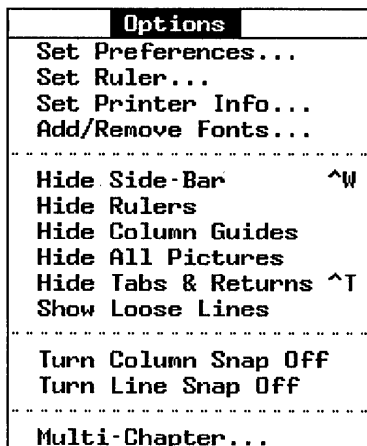 Options
Set Preferences...
Set Ruler...
Set Printer Info...
Add/Remove Fonts...
Hide Side-Bar ^W
Hide Rulers
Hide Column Guides
Hide All Pictures
Hide Tabs & Returns ^T
Show Loose Lines
Turn Column Snap Off
Turn Line Snap Off
Multi-Chapter...